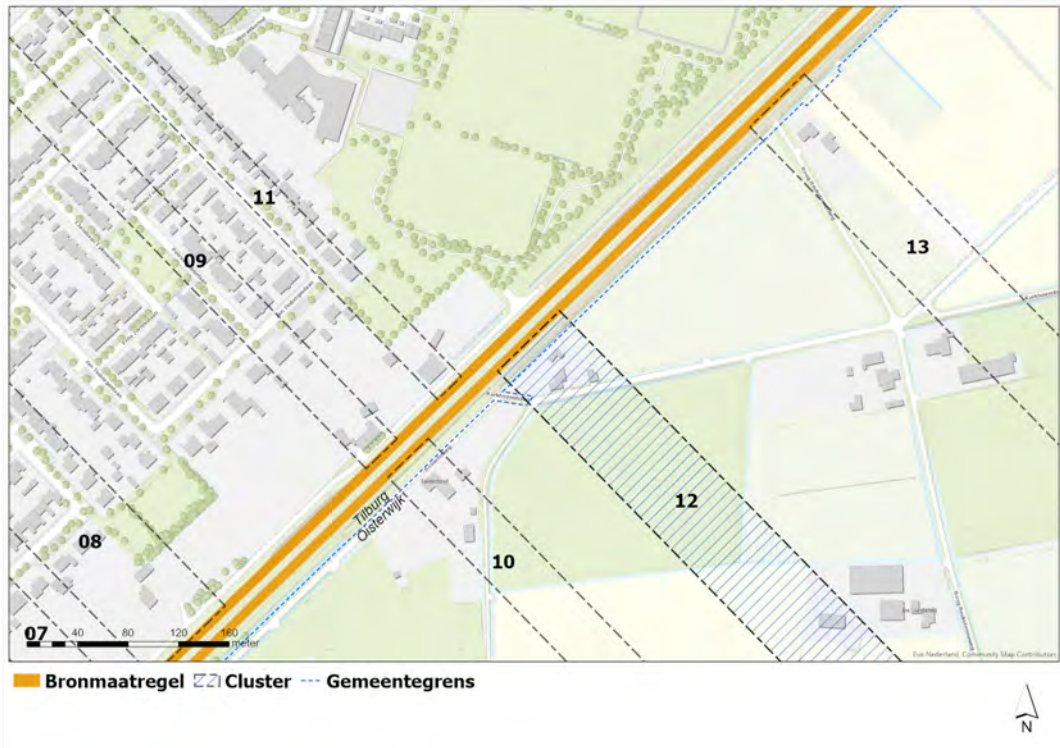 11
09
13
12
Tilburg
Oisterwijk
10
08
07
40 80 120 160
meter
Esri Nederland, Community Map Contributors
Bronmaatregel Cluster Gemeentegrens
N